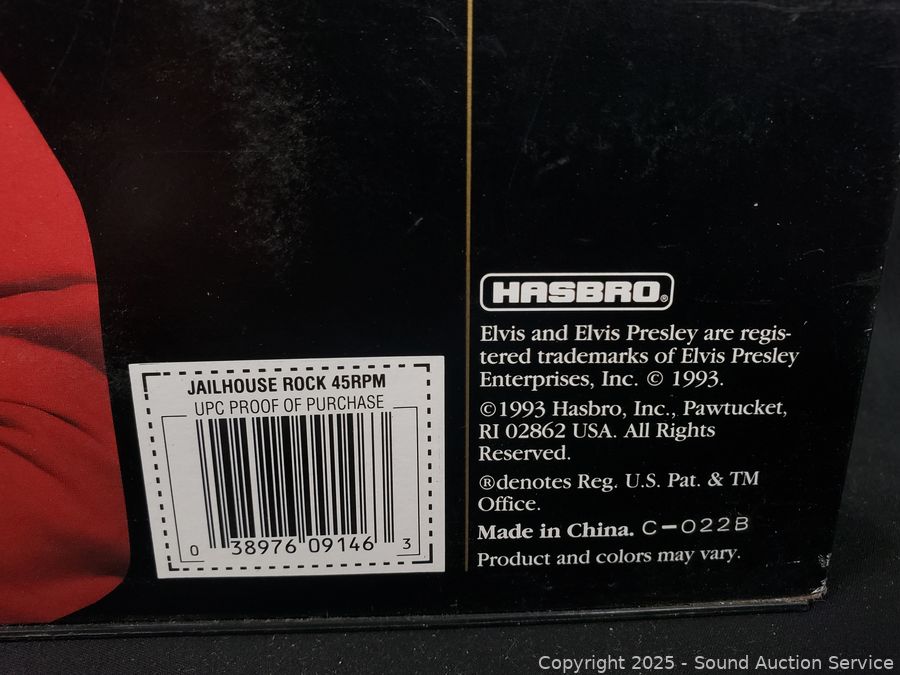 JAILHOUSE ROCK 45RPM
UPC PROOF OF PURCHASE
0 38976 09146 3
HASBRO®
Elvis and Elvis Presley are regis-
tered trademarks of Elvis Presley
Enterprises, Inc. © 1993.
©1993 Hasbro, Inc., Pawtucket,
RI 02862 USA. All Rights
Reserved.
®denotes Reg. U.S. Pat. & TM
Office.
Made in China. C-022B
Product and colors may vary.
Copyright 2025 - Sound Auction Service